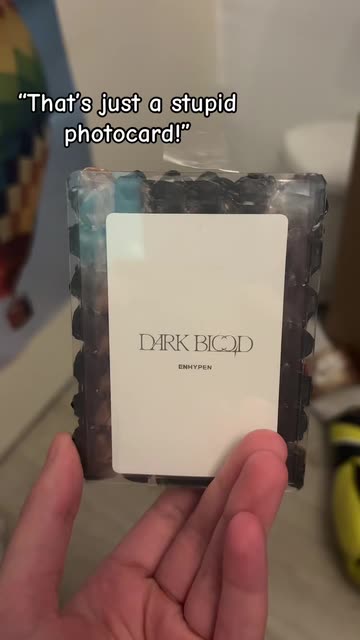 “That’s just a stupid
photocard!”
DARK BLOOD
ENHYPEN